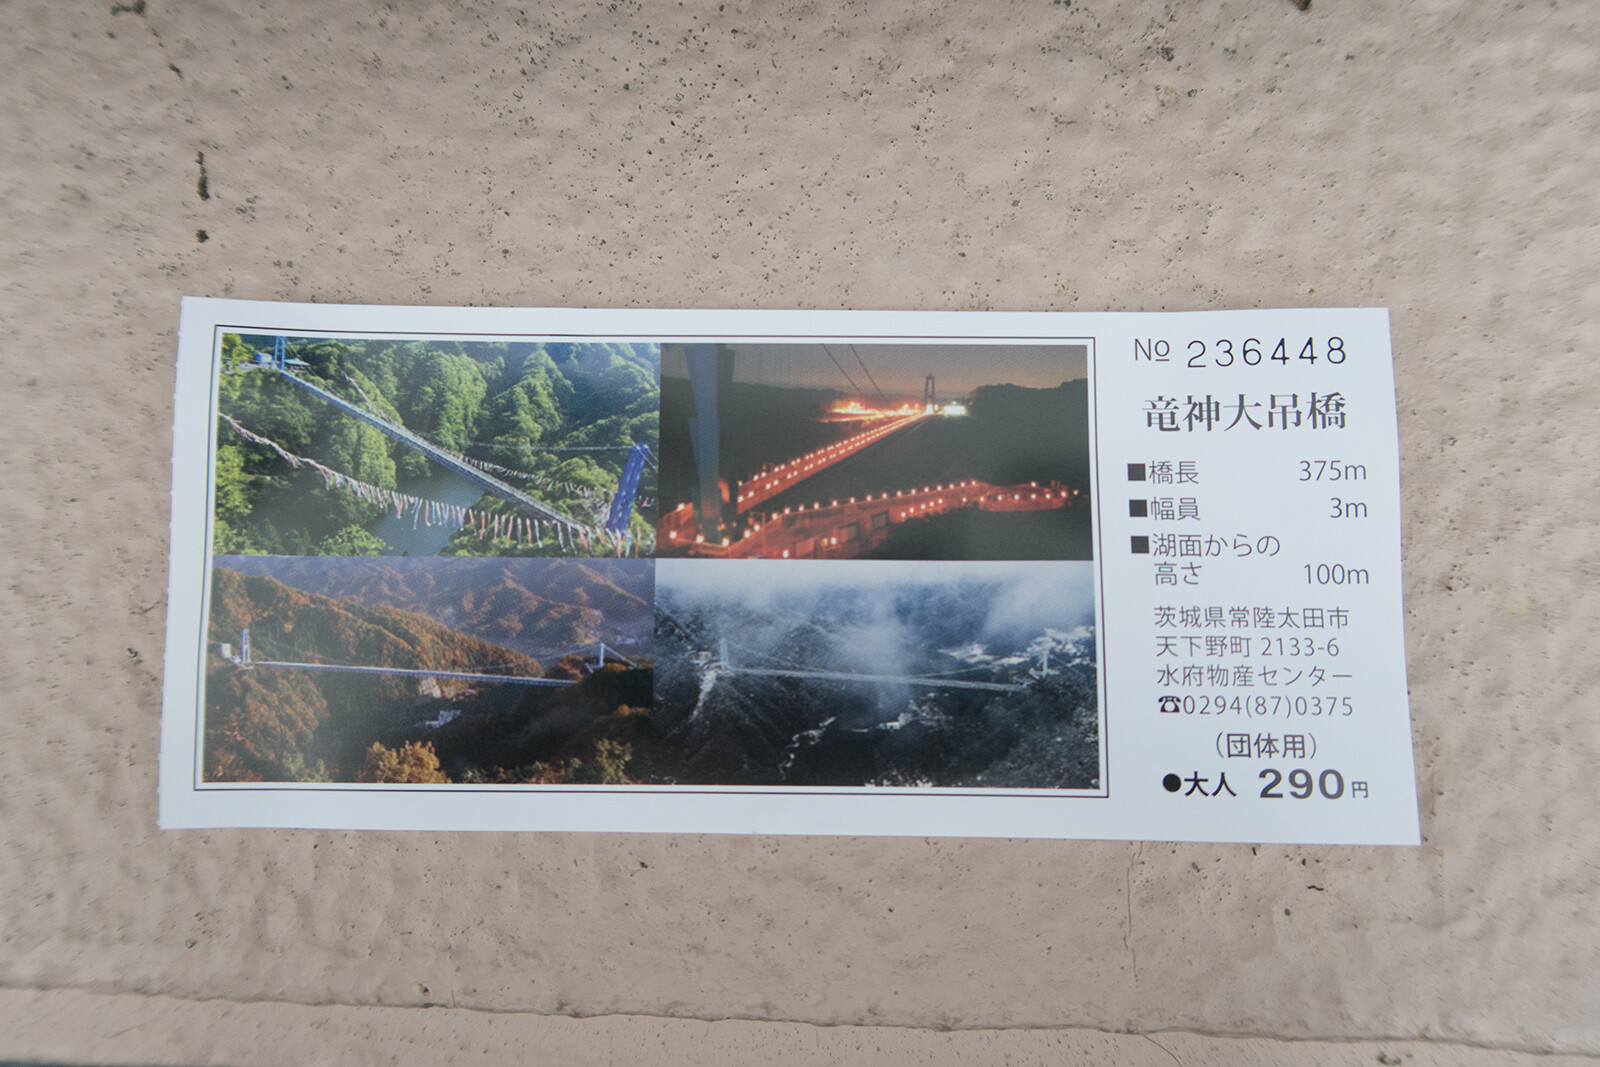 № 236448
竜神大吊橋
■橋長 375m
■幅員 3m
■湖面からの
高さ 100m
茨城県常陸太田市
天下野町 2133-6
水府物産センター
☎0294(87)0375
(団体用)
●大人 290円